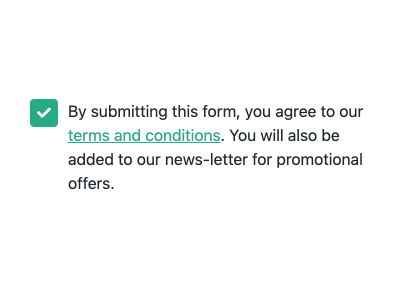 By submitting this form, you agree to our
terms and conditions. You will also be
added to our news-letter for promotional
offers.